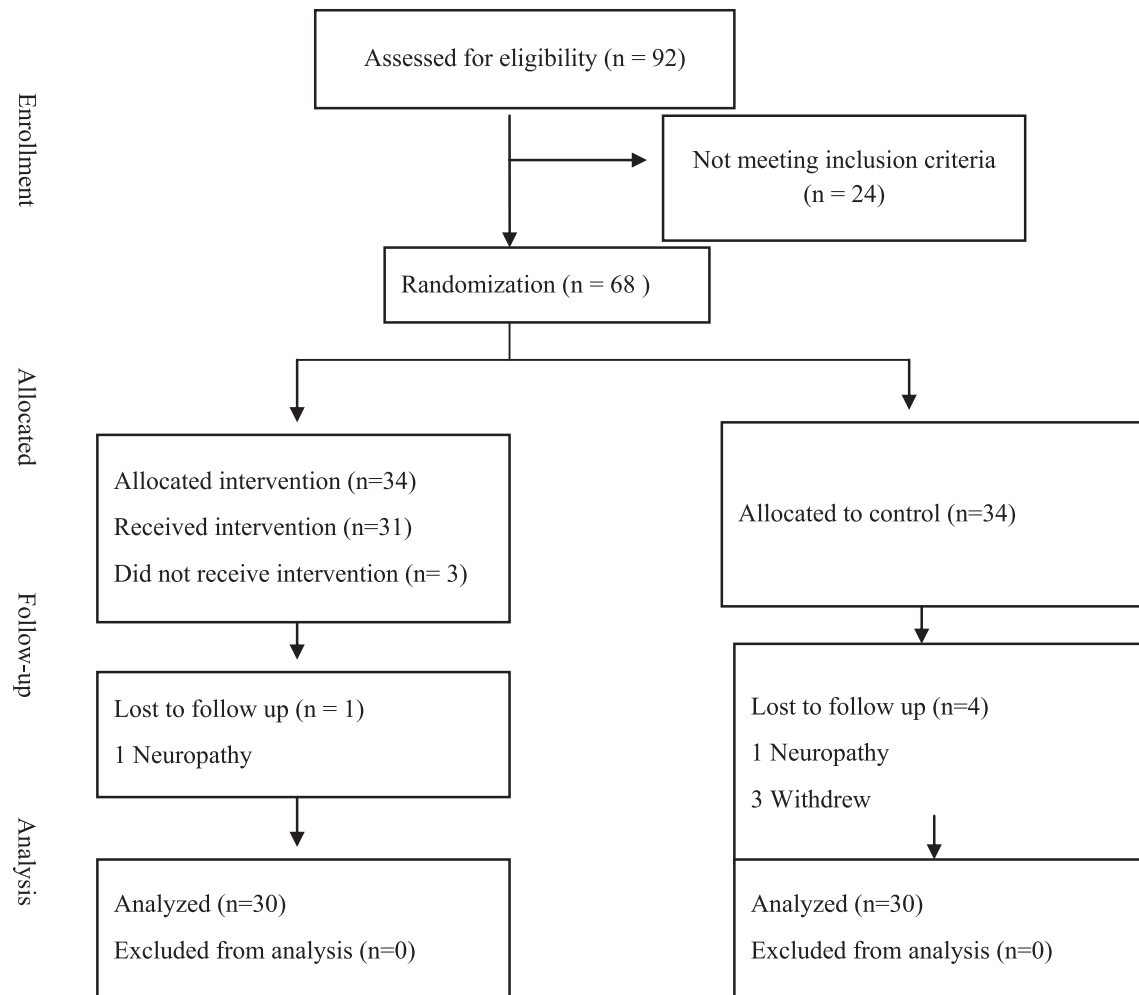 Enrollment
Assessed for eligibility (n = 92)
Not meeting inclusion criteria
(n = 24)
Randomization (n = 68 )
Allocated
Allocated intervention (n=34)
Received intervention (n=31)
Did not receive intervention (n= 3)
Allocated to control (n=34)
Follow-up
Lost to follow up (n = 1)
1 Neuropathy
Lost to follow up (n=4)
1 Neuropathy
3 Withdrew
Analysis
Analyzed (n=30)
Excluded from analysis (n=0)
Analyzed (n=30)
Excluded from analysis (n=0)